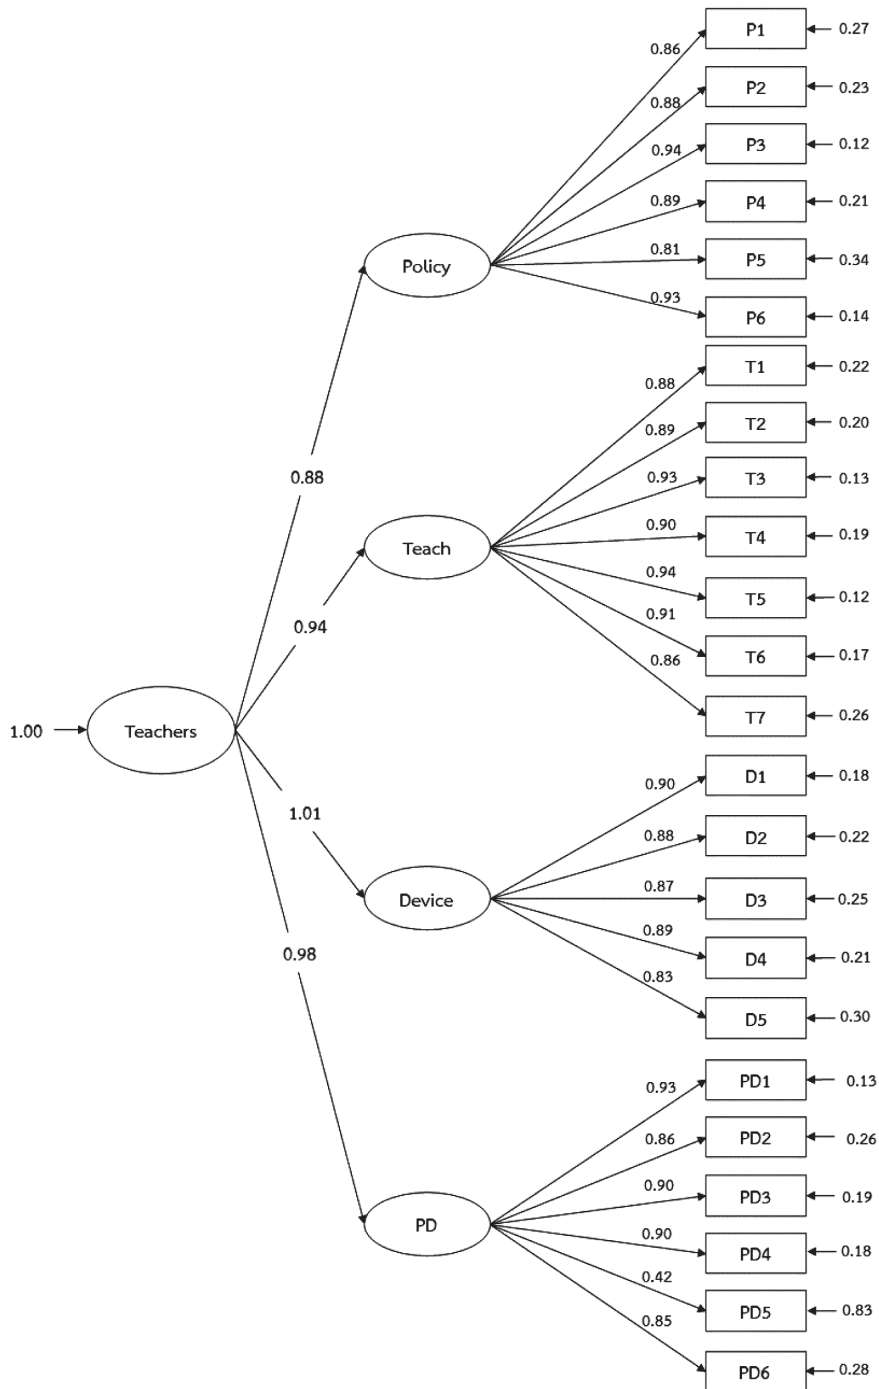 P1
0.27
0.86
P2
0.23
0.88
P3
0.12
0.94
P4
0.21
0.89
P5
0.34
0.81
P6
0.14
0.93
Policy
T1
0.22
0.88
T2
0.20
0.89
T3
0.13
0.93
T4
0.19
0.90
T5
0.12
0.94
T6
0.17
0.91
T7
0.26
0.86
Teach
0.88
0.94
1.00
Teachers
1.01
0.98
D1
0.18
0.90
D2
0.22
0.88
D3
0.25
0.87
D4
0.21
0.89
D5
0.30
0.83
Device
PD1
0.13
0.93
PD2
0.26
0.86
PD3
0.19
0.90
PD4
0.18
0.90
PD5
0.83
0.42
PD6
0.28
0.85
PD